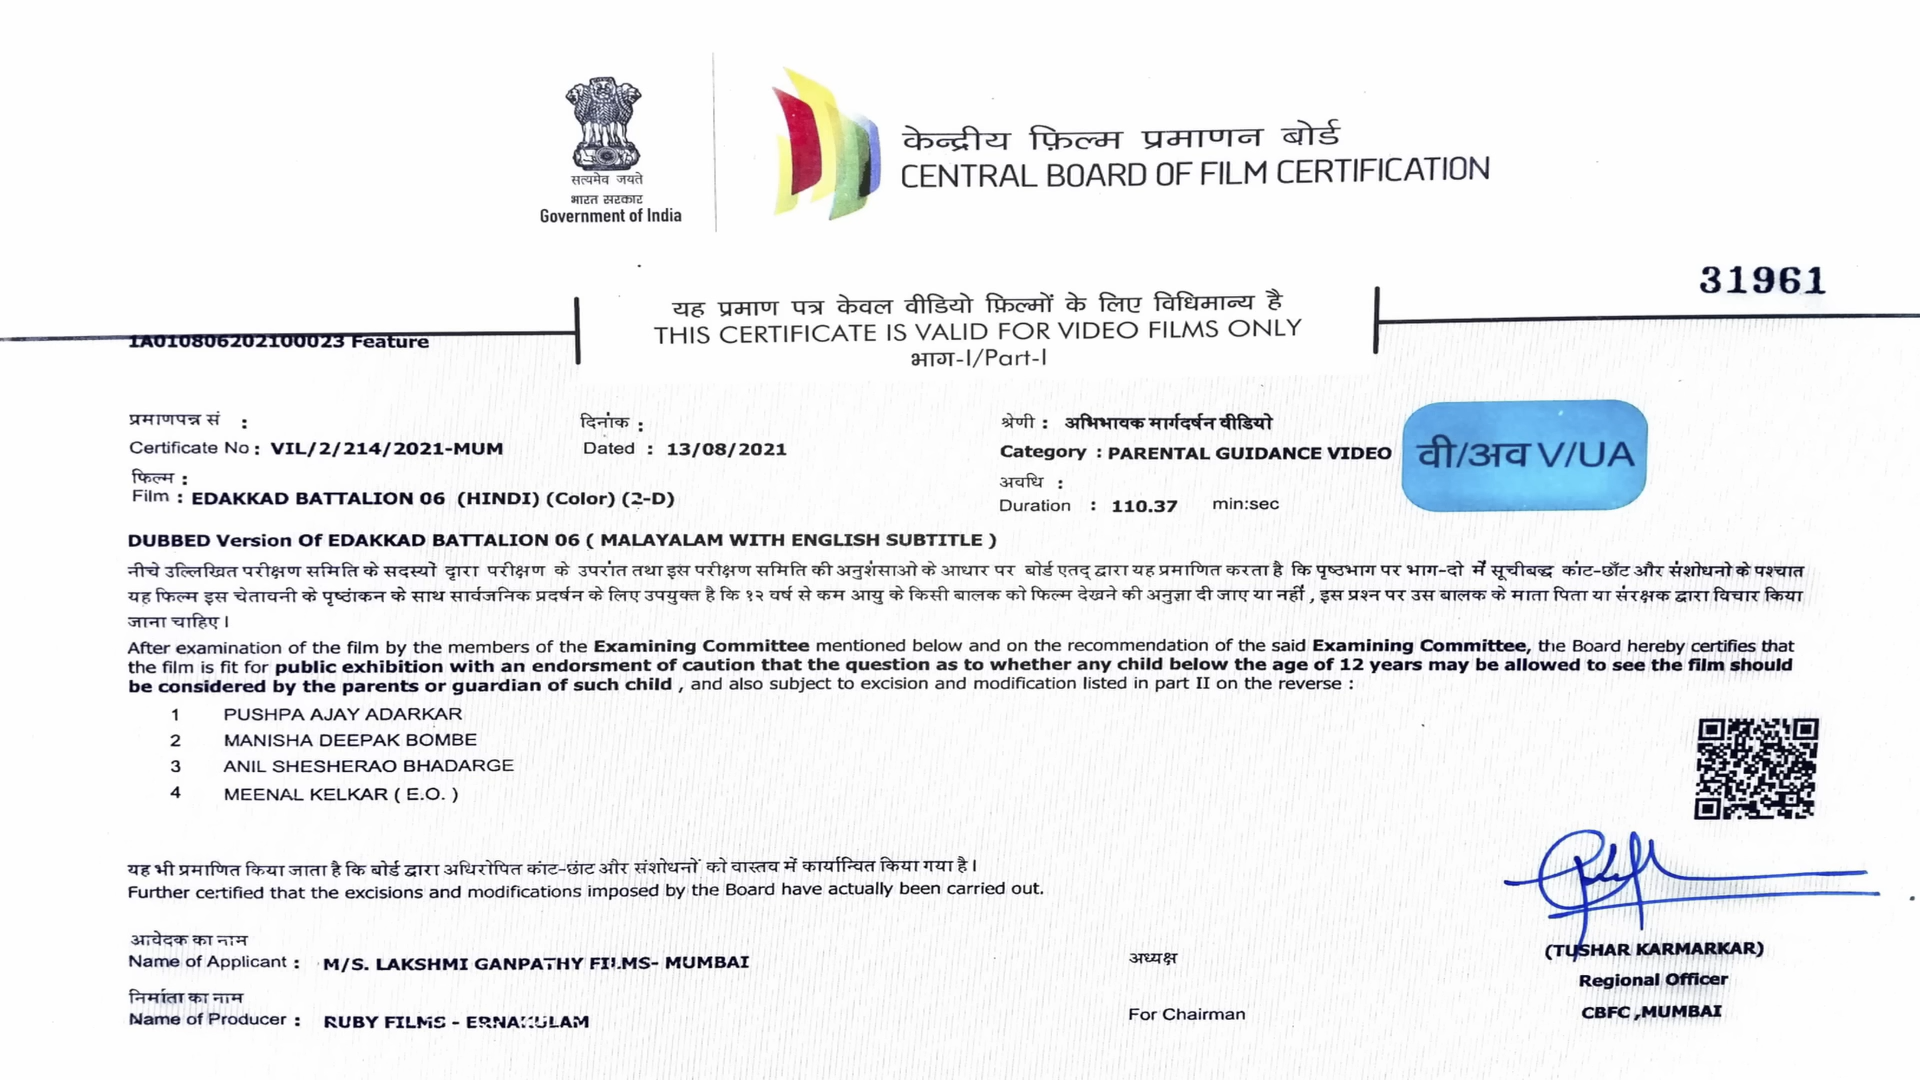 सत्यमेव जयते
भारत सरकार
Government of India
केन्द्रीय फ़िल्म प्रमाणन बोर्ड
CENTRAL BOARD OF FILM CERTIFICATION
31961
यह प्रमाण पत्र केवल वीडियो फ़िल्मों के लिए विधिमान्य है
THIS CERTIFICATE IS VALID FOR VIDEO FILMS ONLY
भाग-I/Part-I
1A010806202100023 Feature
प्रमाणपत्र सं :
Certificate No : VIL/2/214/2021-MUM
दिनांक :
Dated : 13/08/2021
श्रेणी : अभिभावक मार्गदर्षन वीडियो
Category : PARENTAL GUIDANCE VIDEO
वी/अव V/UA
फिल्म :
Film : EDAKKAD BATTALION 06 (HINDI) (Color) (2-D)
अवधि :
Duration : 110.37 min:sec
DUBBED Version Of EDAKKAD BATTALION 06 ( MALAYALAM WITH ENGLISH SUBTITLE )
नीचे उल्लिखित परीक्षण समिति के सदस्यों द्वारा परीक्षण के उपरांत तथा इस परीक्षण समिति की अनुशंसाओं के आधार पर बोर्ड एतद् द्वारा यह प्रमाणित करता है कि पृष्ठभाग पर भाग-दो में सूचीबद्ध कांट-छाँट और संशोधनो के पश्चात
यह फिल्म इस चेतावनी के पृष्ठांकन के साथ सार्वजनिक प्रदर्षन के लिए उपयुक्त है कि १२ वर्ष से कम आयु के किसी बालक को फिल्म देखने की अनुज्ञा दी जाए या नहीं , इस प्रश्न पर उस बालक के माता पिता या संरक्षक द्वारा विचार किया
जाना चाहिए ।
After examination of the film by the members of the Examining Committee mentioned below and on the recommendation of the said Examining Committee, the Board hereby certifies that
the film is fit for public exhibition with an endorsment of caution that the question as to whether any child below the age of 12 years may be allowed to see the film should
be considered by the parents or guardian of such child , and also subject to excision and modification listed in part II on the reverse :
1 PUSHPA AJAY ADARKAR
2 MANISHA DEEPAK BOMBE
3 ANIL SHESHERAO BHADARGE
4 MEENAL KELKAR ( E.O. )
यह भी प्रमाणित किया जाता है कि बोर्ड द्वारा अधिरोपित कांट-छांट और संशोधनों को वास्तव में कार्यान्वित किया गया है ।
Further certified that the excisions and modifications imposed by the Board have actually been carried out.
आवेदक का नाम
Name of Applicant : M/S. LAKSHMI GANPATHY FILMS- MUMBAI
निर्माता का नाम
Name of Producer : RUBY FILMS - ERNAKULAM
अध्यक्ष
For Chairman
(TUSHAR KARMARKAR)
Regional Officer
CBFC ,MUMBAI